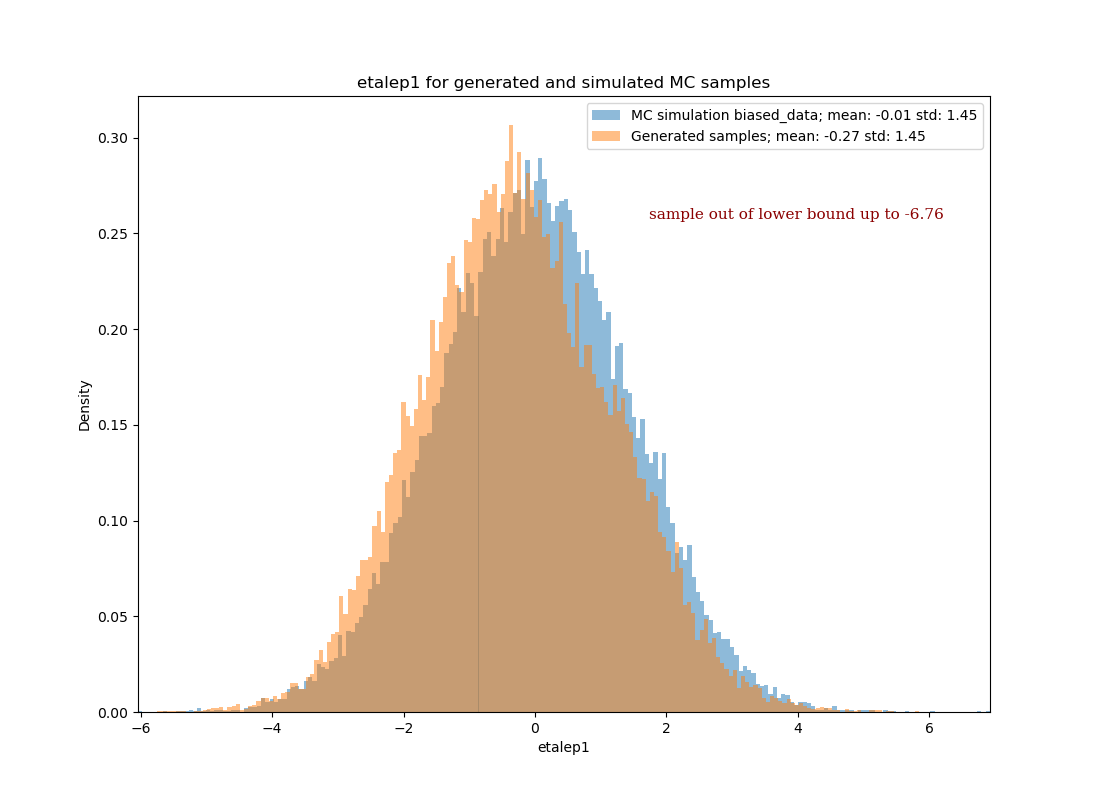 etalep1 for generated and simulated MC samples
MC simulation biased_data; mean: -0.01 std: 1.45
Generated samples; mean: -0.27 std: 1.45
sample out of lower bound up to -6.76
0.30
0.25
0.20
0.15
0.10
0.05
0.00
Density
−6 −4 −2 0 2 4 6
etalep1